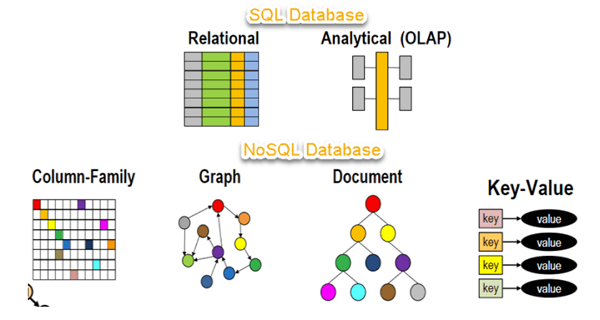 SQL Database
Relational
Analytical (OLAP)
NoSQL Database
Column-Family
Graph
Document
Key-Value
key value
key value
key value
key value